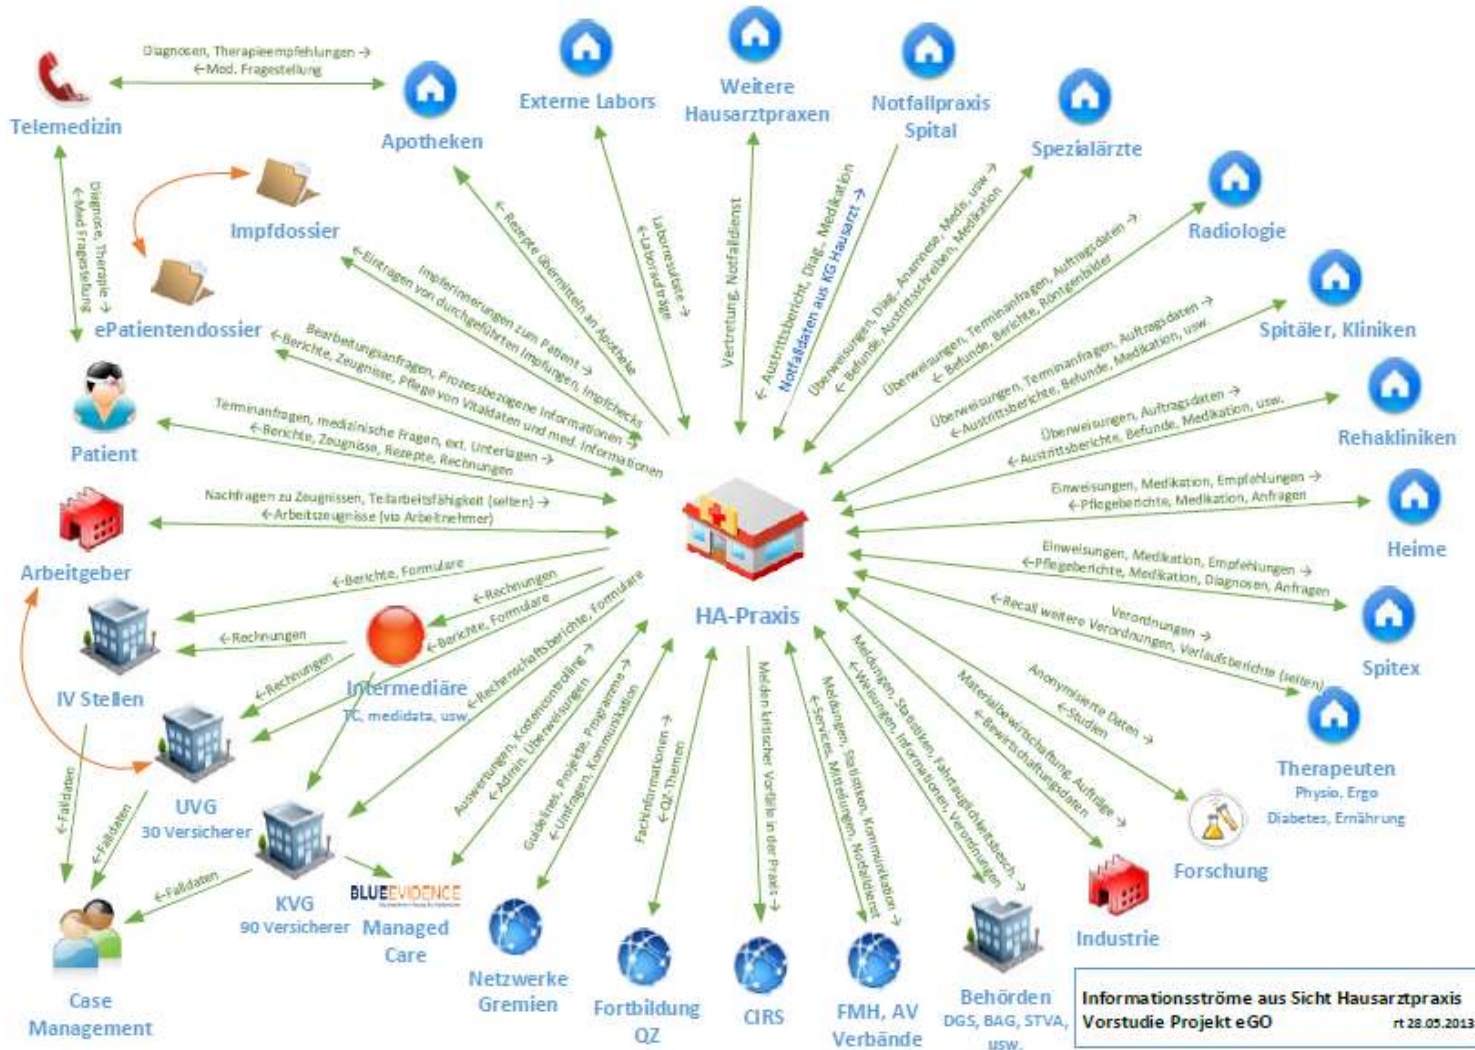 Diagnosen, Therapieempfehlungen →
←Med. Fragestellung
Telemedizin
Apotheken
Externe Labors
Weitere
Hausarztpraxen
Notfallpraxis
Spital
Spezialärzte
Radiologie
Spitäler, Kliniken
Rehakliniken
Heime
Spitex
Therapeuten
Physio, Ergo
Diabetes, Ernährung
Forschung
Industrie
Behörden
DGS, BAG, STVA,
usw.
FMH, AV
Verbände
CIRS
Fortbildung
QZ
Netzwerke
Gremien
BLUEEVIDENCE
Managed
Care
KVG
90 Versicherer
UVG
30 Versicherer
Case
Management
IV Stellen
Intermediäre
TC, medidata, usw.
Arbeitgeber
Patient
ePatientendossier
Impfdossier
HA-Praxis
Diagnose, Therapie →
←Med Fragestellung
Impferinnerungen zum Patient →
←Eintragen von durchgeführten Impfungen, Impfchecks
Bearbeitungsanfragen, Prozessbezogene Informationen →
←Berichte, Zeugnisse, Pflege von Vitaldaten und med. Informationen
Terminanfragen, medizinische Fragen, ext. Unterlagen →
←Berichte, Zeugnisse, Rezepte, Rechnungen
Nachfragen zu Zeugnissen, Teilarbeitsfähigkeit (selten) →
←Arbeitszeugnisse (via Arbeitnehmer)
←Berichte, Formulare
←Rechnungen
←Berichte, Formulare
←Rechnungen
←Rechnungen
←Rechenschaftsberichte, Formulare
←Falldaten
←Falldaten
←Falldaten
← Rezepte übermitteln an Apotheke
Laborresultate →
←Laboraufträge
Vertretung, Notfalldienst
← Austrittsbericht, Diag., Medikation
Notfalldaten aus KG Hausarzt →
Überweisungen, Diag., Anamnese, Medis, usw →
← Befunde, Austrittsschreiben, Medikation
Überweisungen, Terminanfragen, Auftragsdaten →
← Befunde, Berichte, Röntgenbilder
Überweisungen, Terminanfragen, Auftragsdaten →
←Austrittsberichte, Befunde, Medikation, usw.
Überweisungen, Auftragsdaten →
←Austrittsberichte, Befunde, Medikation, usw.
Einweisungen, Medikation, Empfehlungen →
←Pflegeberichte, Medikation, Anfragen
Einweisungen, Medikation, Empfehlungen →
←Pflegeberichte, Medikation, Diagnosen, Anfragen
Verordnungen →
←Recall weitere Verordnungen, Verlaufsberichte (selten)
Anonymisierte Daten →
←Studien
Materialbewirtschaftung, Aufträge →
←Bewirtschaftungsdaten
Meldungen, Statistiken, Fahrtauglichkeitsbesch. →
←Weisungen, Informationen, Verordnungen
Meldungen, Statistiken, Kommunikation →
←Services, Mitteilungen, Notfalldienst
Melden kritischer Vorfälle in der Praxis →
Fachinformationen →
←QZ-Themen
Guidelines, Projekte, Programme →
←Umfragen, Kommunikation
Auswertungen, Kostencontrolling →
←Admin. Überweisungen
Informationsströme aus Sicht Hausarztpraxis
Vorstudie Projekt eGO rt 28.05.2013